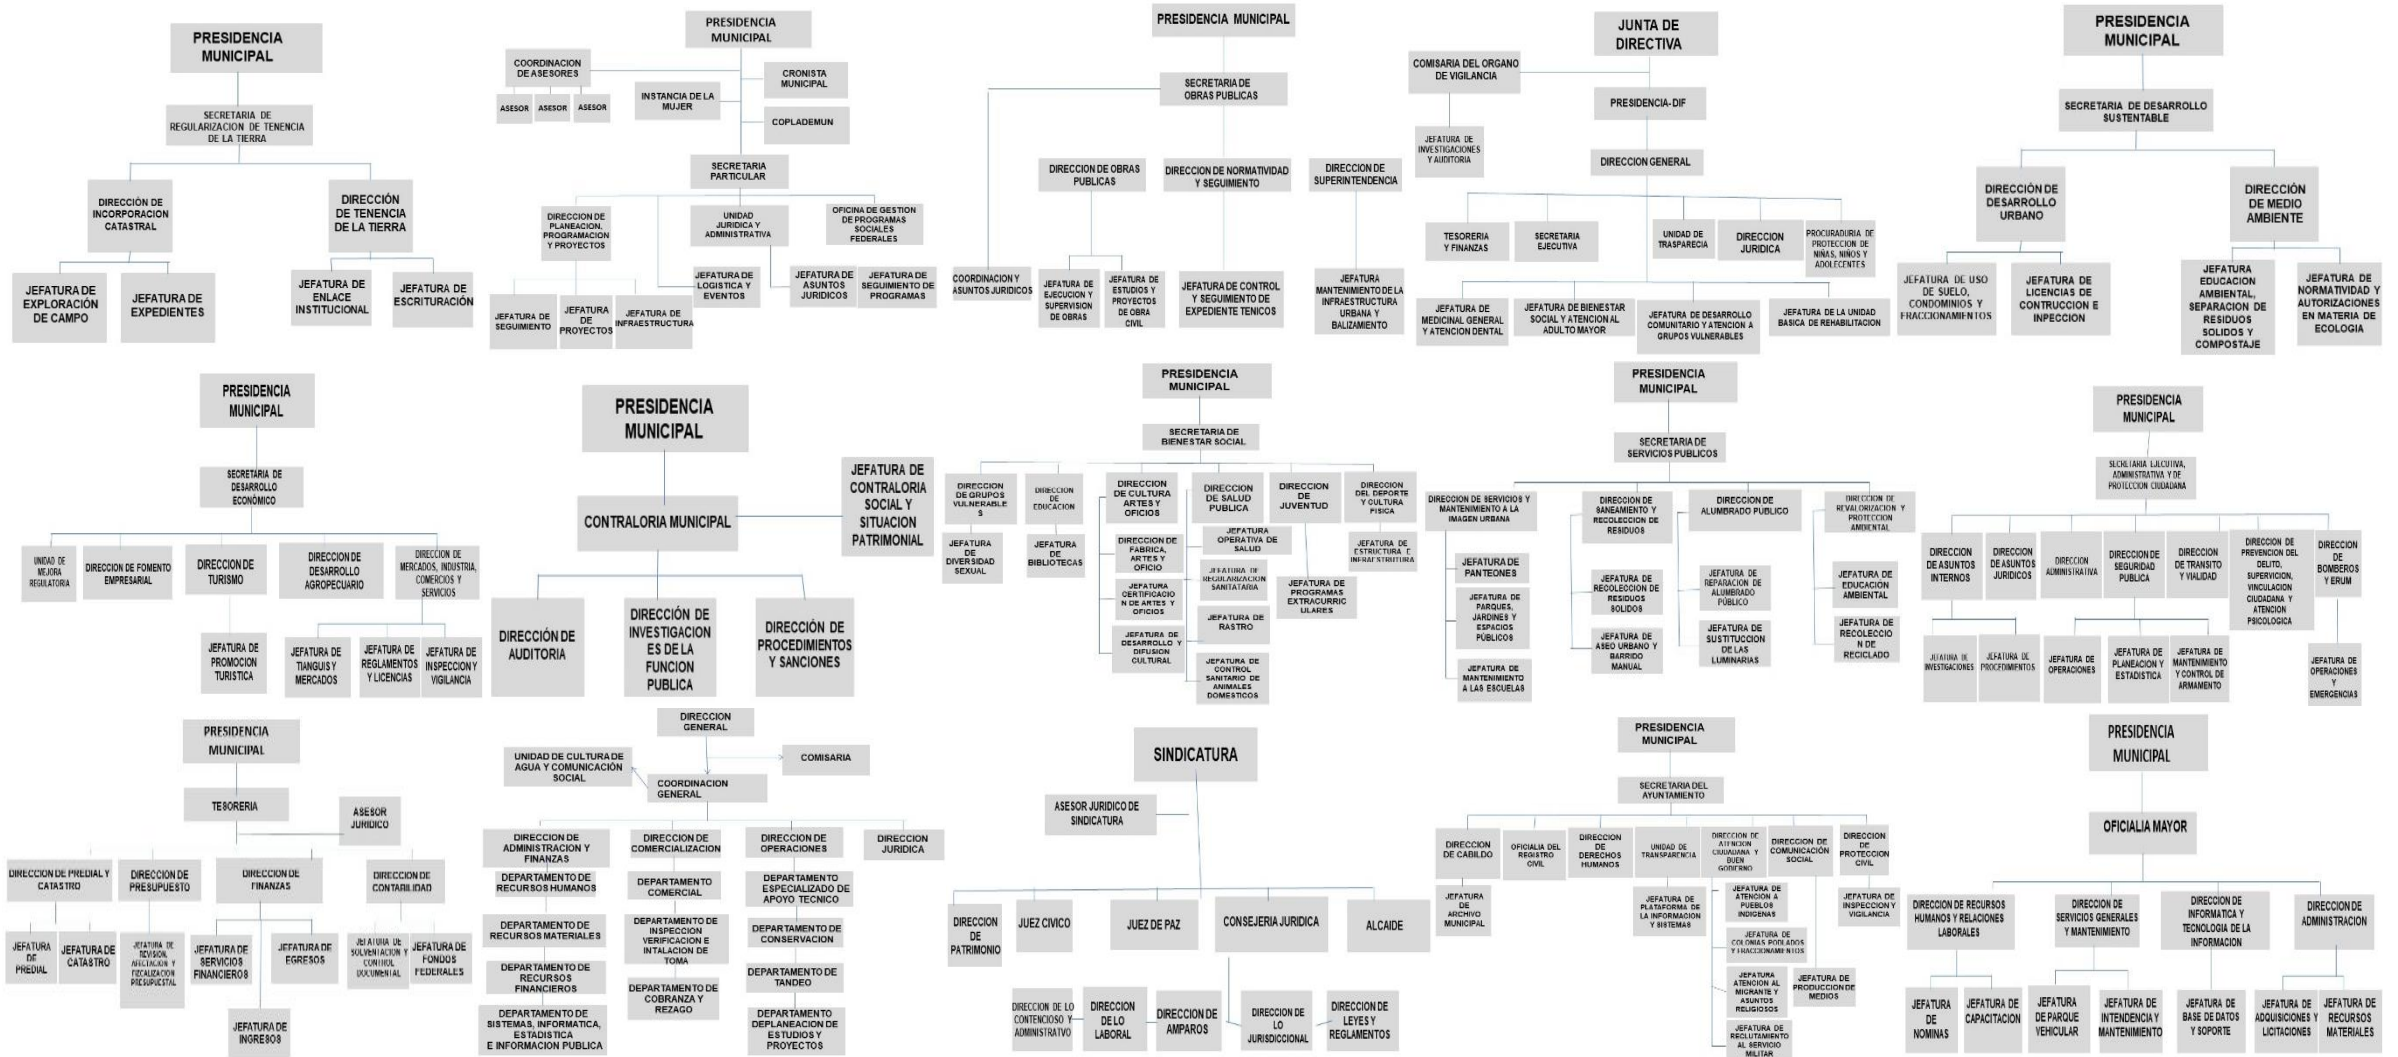 PRESIDENCIA
MUNICIPAL
SECRETARIA DE
REGULARIZACION DE TENENCIA
DE LA TIERRA
DIRECCIÓN DE
INCORPORACION
CATASTRAL
DIRECCIÓN
DE TENENCIA
DE LA TIERRA
JEFATURA DE
EXPLORACIÓN
DE CAMPO
JEFATURA DE
EXPEDIENTES
JEFATURA DE
ENLACE
INSTITUCIONAL
JEFATURA DE
ESCRITURACIÓN
PRESIDENCIA
MUNICIPAL
COORDINACION
DE ASESORES
ASESOR
ASESOR
ASESOR
CRONISTA
MUNICIPAL
INSTANCIA DE LA
MUJER
COPLADEMUN
SECRETARIA
PARTICULAR
DIRECCION DE
PLANEACION,
PROGRAMACION
Y PROYECTOS
UNIDAD
JURIDICA Y
ADMINISTRATIVA
OFICINA DE GESTION
DE PROGRAMAS
SOCIALES
FEDERALES
JEFATURA DE
LOGISTICA Y
EVENTOS
JEFATURA DE
ASUNTOS
JURIDICOS
JEFATURA DE
SEGUIMIENTO DE
PROGRAMAS
JEFATURA DE
SEGUIMIENTO
JEFATURA
DE
PROYECTOS
JEFATURA DE
INFRAESTRUCTURA
PRESIDENCIA MUNICIPAL
SECRETARIA DE
OBRAS PUBLICAS
DIRECCION DE OBRAS
PUBLICAS
DIRECCION DE NORMATIVIDAD
Y SEGUIMIENTO
DIRECCION DE
SUPERINTENDENCIA
COORDINACION Y
ASUNTOS JURIDICOS
JEFATURA DE
EJECUCION Y
SUPERVISION
DE OBRAS
JEFATURA DE
ESTUDIOS Y
PROYECTOS
DE OBRA
CIVIL
JEFATURA DE CONTROL
Y SEGUIMIENTO DE
EXPEDIENTE TENICOS
JEFATURA
MANTENIMIENTO DE LA
INFRAESTRUCTURA
URBANA Y
BALIZAMIENTO
JUNTA DE
DIRECTIVA
COMISARIA DEL ORGANO
DE VIGILANCIA
PRESIDENCIA-DIF
JEFATURA DE
INVESTIGACIONES
Y AUDITORIA
DIRECCION GENERAL
TESORERIA
Y FINANZAS
SECRETARIA
EJECUTIVA
UNIDAD DE
TRASPARECIA
DIRECCION
JURIDICA
PROCURADURIA DE
PROTECCION DE
NIÑAS, NIÑOS Y
ADOLECENTES
JEFATURA DE
MEDICINAL GENERAL
Y ATENCION DENTAL
JEFATURA DE BIENESTAR
SOCIAL Y ATENCION AL
ADULTO MAYOR
JEFATURA DE DESARROLLO
COMUNITARIO Y ATENCION A
GRUPOS VULNERABLES
JEFATURA DE LA UNIDAD
BASICA DE REHABILITACION
PRESIDENCIA
MUNICIPAL
SECRETARIA DE DESARROLLO
SUSTENTABLE
DIRECCIÓN DE
DESARROLLO
URBANO
DIRECCIÓN
DE MEDIO
AMBIENTE
JEFATURA DE USO
DE SUELO,
CONDOMINIOS Y
FRACCIONAMIENTOS
JEFATURA DE
LICENCIAS DE
CONTRUCCION E
INPECCION
JEFATURA
EDUCACION
AMBIENTAL,
SEPARACION DE
RESIDUOS
SOLIDOS Y
COMPOSTAJE
JEFATURA DE
NORMATIVIDAD Y
AUTORIZACIONES
EN MATERIA DE
ECOLOGIA
PRESIDENCIA
MUNICIPAL
SECRETARIA DE
DESARROLLO
ECONÓMICO
UNIDAD DE
MEJORA
REGULATORIA
DIRECCION DE FOMENTO
EMPRESARIAL
DIRECCION DE
TURISMO
DIRECCION DE
DESARROLLO
AGROPECUARIO
DIRECCION DE
MERCADOS, INDUSTRIA,
COMERCIOS Y
SERVICIOS
JEFATURA DE
PROMOCION
TURISTICA
JEFATURA DE
TIANGUIS Y
MERCADOS
JEFATURA DE
REGLAMENTOS
Y LICENCIAS
JEFATURA DE
INSPECCION Y
VIGILANCIA
PRESIDENCIA
MUNICIPAL
CONTRALORIA MUNICIPAL
JEFATURA DE
CONTRALORIA
SOCIAL Y
SITUACION
PATRIMONIAL
DIRECCIÓN DE
AUDITORIA
DIRECCIÓN DE
INVESTIGACION
ES DE LA
FUNCION
PUBLICA
DIRECCIÓN DE
PROCEDIMIENTOS
Y SANCIONES
PRESIDENCIA
MUNICIPAL
SECRETARIA DE
BIENESTAR SOCIAL
DIRECCION
DE GRUPOS
VULNERABLE
S
DIRECCION
DE
EDUCACION
DIRECCION
DE CULTURA
ARTES Y
OFICIOS
DIRECCION
DE SALUD
PUBLICA
DIRECCION
DE
JUVENTUD
DIRECCION
DEL DEPORTE
Y CULTURA
FISICA
JEFATURA
DE
DIVERSIDAD
SEXUAL
JEFATURA
DE
BIBLIOTECAS
DIRECCION DE
FABRICA,
ARTES Y
OFICIO
JEFATURA
CERTIFICACIO
N DE ARTES Y
OFICIOS
JEFATURA DE
DESARROLLO Y
DIFUSION
CULTURAL
JEFATURA
OPERATIVA DE
SALUD
JEFATURA DE
REGULARIZACION
SANITATARIA
JEFATURA DE
RASTRO
JEFATURA DE
CONTROL
SANITARIO DE
ANIMALES
DOMESTICOS
JEFATURA DE
PROGRAMAS
EXTRACURRIC
ULARES
JEFATURA DE
ESTRUCTURA E
INFRAESTRUTURA
PRESIDENCIA
MUNICIPAL
SECRETARIA DE
SERVICIOS PUBLICOS
DIRECCION DE SERVICIOS Y
MANTENIMIENTO A LA
IMAGEN URBANA
DIRECCION DE
SANEAMIENTO Y
RECOLECCION DE
RESIDUOS
DIRECCION DE
ALUMBRADO PÚBLICO
DIRECCION DE
REVALORIZACION Y
PROTECCION
AMBIENTAL
JEFATURA DE
PANTEONES
JEFATURA DE
PARQUES,
JARDINES Y
ESPACIOS
PÚBLICOS
JEFATURA DE
MANTENIMIENTO
A LAS ESCUELAS
JEFATURA DE
RECOLECCION DE
RESIDUOS
SOLIDOS
JEFATURA DE
ASEO URBANO Y
BARRIDO
MANUAL
JEFATURA DE
REPARACION DE
ALUMBRADO
PÚBLICO
JEFATURA DE
SUSTITUCCION
DE LAS
LUMINARIAS
JEFATURA DE
EDUCACIÓN
AMBIENTAL
JEFATURA DE
RECOLECCIO
N DE
RECICLADO
PRESIDENCIA
MUNICIPAL
SECRETARIA EJECUTIVA,
ADMINISTRATIVA Y DE
PROTECCION CIUDADANA
DIRECCION
DE ASUNTOS
INTERNOS
DIRECCION
DE ASUNTOS
JURIDICOS
DIRECCION
ADMINISTRATIVA
DIRECCION DE
SEGURIDAD
PUBLICA
DIRECCION
DE TRANSITO
Y VIALIDAD
DIRECCION DE
PREVENCION DEL
DELITO,
SUPERVICION,
VINCULACION
CIUDADANA Y
ATENCION
PSICOLOGICA
DIRECCION
DE
BOMBEROS
Y ERUM
JEFATURA DE
INVESTIGACIONES
JEFATURA DE
PROCEDIMIENTOS
JEFATURA DE
OPERACIONES
JEFATURA DE
PLANEACION Y
ESTADISTICA
JEFATURA DE
MANTENIMIENTO
Y CONTROL DE
ARMAMENTO
JEFATURA DE
OPERACIONES
Y
EMERGENCIAS
PRESIDENCIA
MUNICIPAL
TESORERIA
ASESOR
JURIDICO
DIRECCION DE PREDIAL Y
CATASTRO
DIRECCION DE
PRESUPUESTO
DIRECCION DE
FINANZAS
DIRECCION DE
CONTABILIDAD
JEFATURA
DE
PREDIAL
JEFATURA DE
CATASTRO
JEFATURA DE
REVISION,
AFECTACION Y
FISCALIZACION
PRESUPUESTAL
JEFATURA DE
SERVICIOS
FINANCIEROS
JEFATURA DE
EGRESOS
JEFATURA DE
INGRESOS
JEFATURA DE
SOLVENTACION Y
CONTROL
DOCUMENTAL
JEFATURA DE
FONDOS
FEDERALES
DIRECCION
GENERAL
UNIDAD DE CULTURA DE
AGUA Y COMUNICACIÓN
SOCIAL
COMISARIA
COORDINACION
GENERAL
DIRECCION DE
ADMINISTRACION Y
FINANZAS
DIRECCION DE
COMERCIALIZACION
DIRECCION DE
OPERACIONES
DIRECCION
JURIDICA
DEPARTAMENTO DE
RECURSOS HUMANOS
DEPARTAMENTO DE
RECURSOS MATERIALES
DEPARTAMENTO DE
RECURSOS
FINANCIEROS
DEPARTAMENTO DE
SISTEMAS, INFORMATICA,
ESTADISTICA
E INFORMACION PUBLICA
DEPARTAMENTO
COMERCIAL
DEPARTAMENTO DE
INSPECCION
VERIFICACION E
INTALACION DE
TOMA
DEPARTAMENTO DE
COBRANZA Y
REZAGO
DEPARTAMENTO
ESPECIALIZADO DE
APOYO TECNICO
DEPARTAMENTO DE
CONSERVACION
DEPARTAMENTO DE
TANDEO
DEPARTAMENTO
DEPLANEACION DE
ESTUDIOS Y
PROYECTOS
SINDICATURA
ASESOR JURIDICO DE
SINDICATURA
DIRECCION
DE
PATRIMONIO
JUEZ CIVICO
JUEZ DE PAZ
CONSEJERIA JURIDICA
ALCAIDE
DIRECCION DE LO
CONTENCIOSO Y
ADMINISTRATIVO
DIRECCION
DE LO
LABORAL
DIRECCION DE
AMPAROS
DIRECCION DE
LO
JURISDICCIONAL
DIRECCION DE
LEYES Y
REGLAMENTOS
PRESIDENCIA
MUNICIPAL
SECRETARIA DEL
AYUNTAMIENTO
DIRECCION
DE CABILDO
OFICIALIA DEL
REGISTRO
CIVIL
DIRECCION
DE
DERECHOS
HUMANOS
UNIDAD DE
TRANSPARENCIA
DIRECCION DE
ATENCION
CIUDADANA Y
BUEN
GOBIERNO
DIRECCION DE
COMUNICACIÓN
SOCIAL
DIRECCION
DE
PROTECCION
CIVIL
JEFATURA
DE
ARCHIVO
MUNICIPAL
JEFATURA DE
PLATAFORMA DE
LA INFORMACION
Y SISTEMAS
JEFATURA DE
ATENCION A
PUEBLOS
INDIGENAS
JEFATURA DE
COLONIAS POBLADOS
Y FRACCIONAMIENTOS
JEFATURA
ATENCION AL
MIGRANTE Y
ASUNTOS
RELIGIOSOS
JEFATURA DE
RECLUTAMIENTO
AL SERVICIO
MILITAR
JEFATURA DE
PRODUCCION DE
MEDIOS
JEFATURA DE
INSPECCION Y
VIGILANCIA
PRESIDENCIA
MUNICIPAL
OFICIALIA MAYOR
DIRECCION DE RECURSOS
HUMANOS Y RELACIONES
LABORALES
DIRECCION DE
SERVICIOS GENERALES
Y MANTENIMIENTO
DIRECCION DE
INFORMATICA Y
TECNOLOGIA DE LA
INFORMACION
DIRECCION DE
ADMINISTRACION
JEFATURA
DE
NOMINAS
JEFATURA DE
CAPACITACION
JEFATURA
DE PARQUE
VEHICULAR
JEFATURA DE
INTENDENCIA Y
MANTENIMIENTO
JEFATURA DE
BASE DE DATOS
Y SOPORTE
JEFATURA DE
ADQUISICIONES Y
LICITACIONES
JEFATURA DE
RECURSOS
MATERIALES